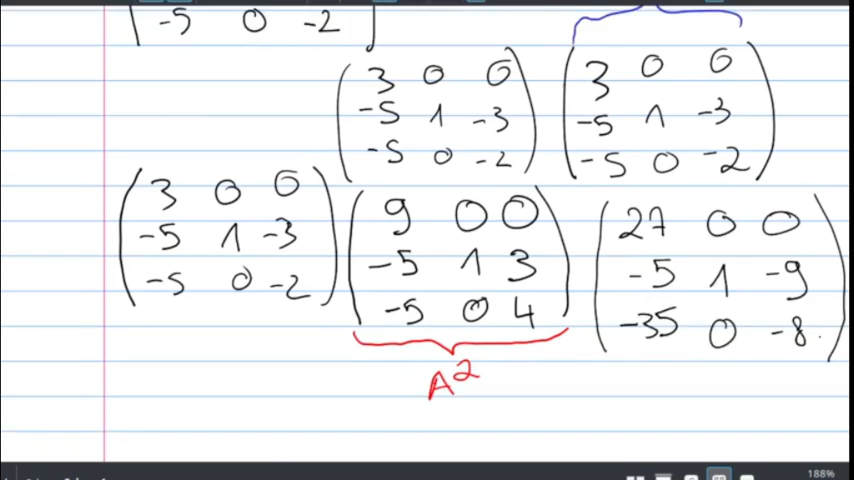 -5 0 -2
3 0 0 3 0 0
-5 1 -3 -5 1 -3
-5 0 -2 -5 0 -2
3 0 0 9 0 0 27 0 0
-5 1 -3 -5 1 3 -5 1 -9
-5 0 -2 -5 0 4 -35 0 -8
A²
188%